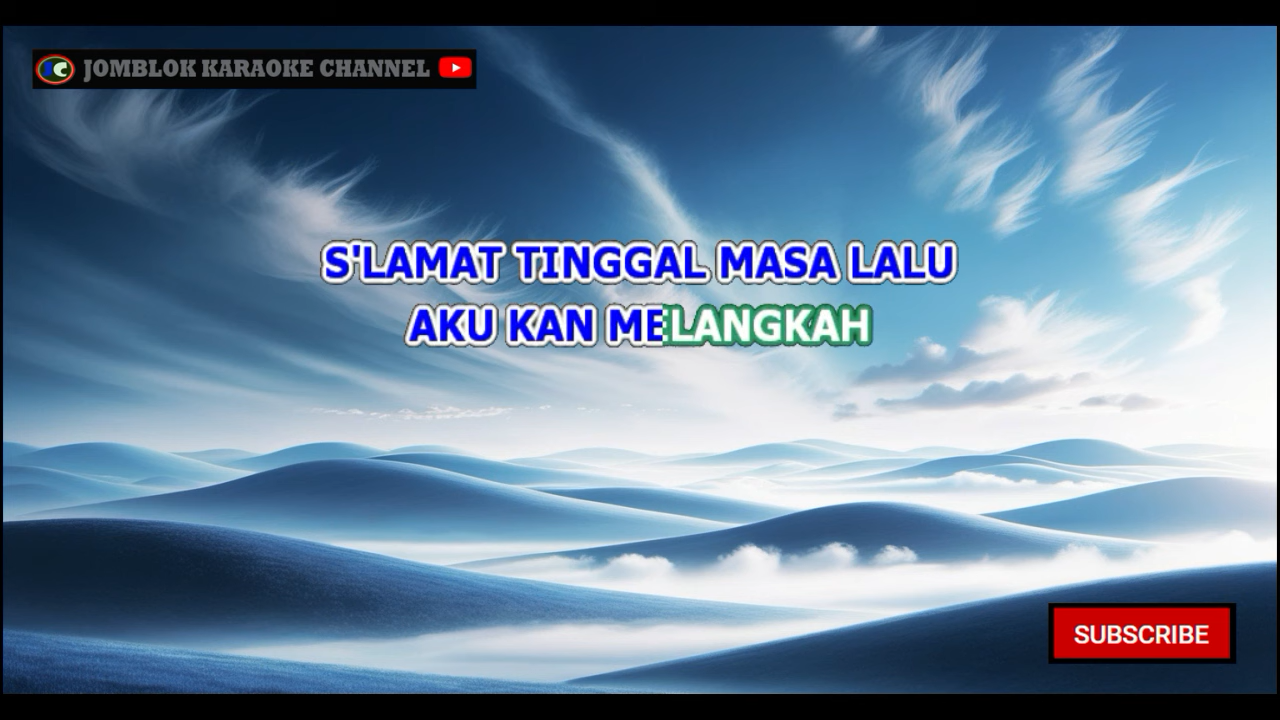 JOMBLOK KARAOKE CHANNEL
S'LAMAT TINGGAL MASA LALU
AKU KAN MELANGKAH
SUBSCRIBE